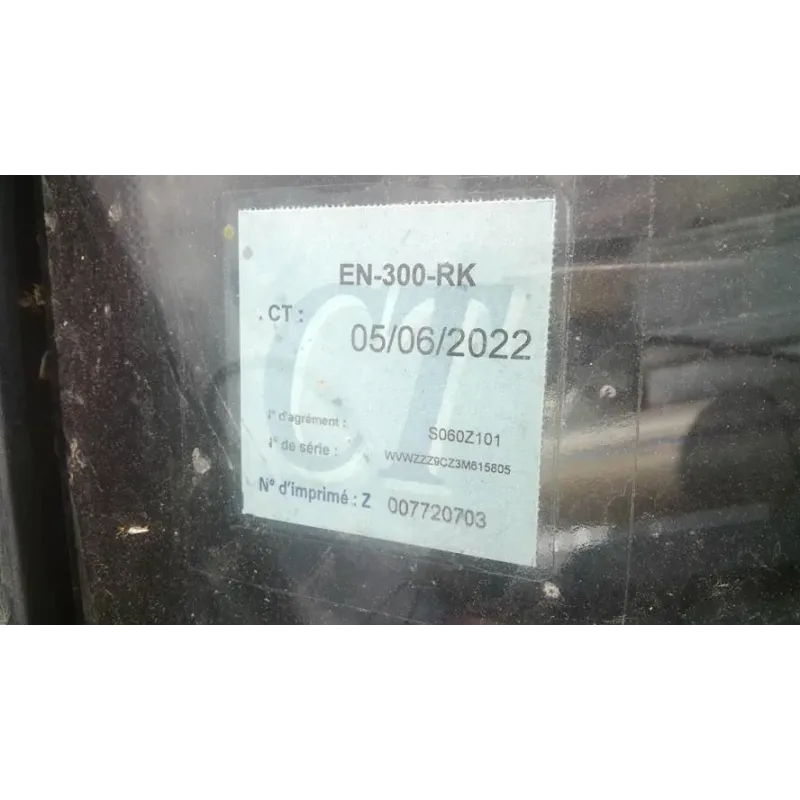 EN-300-RK
CT :
05/06/2022
N° d'agrément : S060Z101
N° de série : WVWZZZ9CZ3M615805
N° d'imprimé : Z 007720703
CT